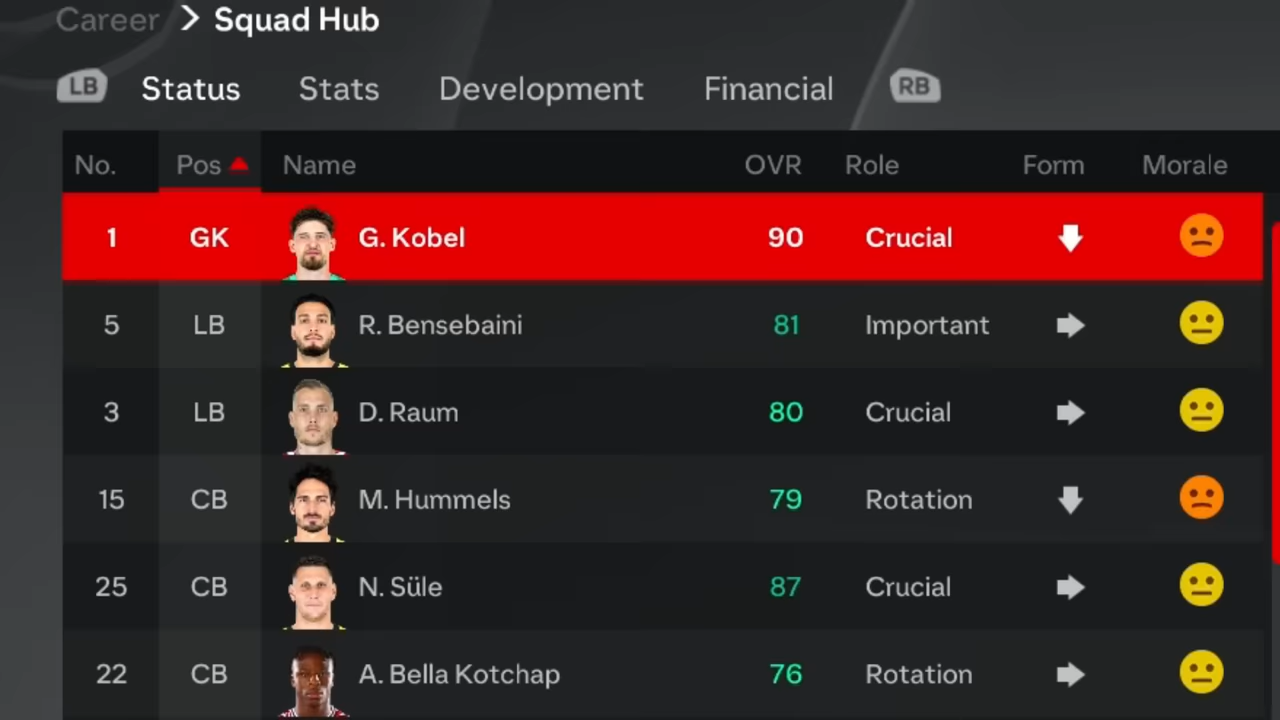 Career > Squad Hub
LB Status Stats Development Financial RB
No. Pos Name OVR Role Form Morale
1 GK G. Kobel 90 Crucial
5 LB R. Bensebaini 81 Important
3 LB D. Raum 80 Crucial
15 CB M. Hummels 79 Rotation
25 CB N. Süle 87 Crucial
22 CB A. Bella Kotchap 76 Rotation